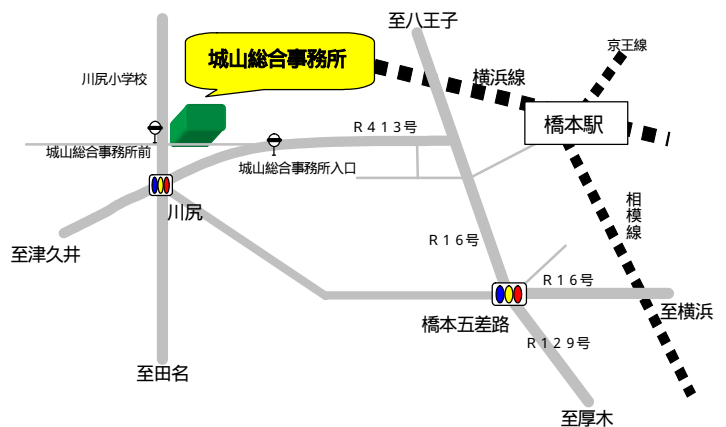 至八王子
京王線
城山総合事務所
川尻小学校
横浜線
橋本駅
R413号
城山総合事務所前
城山総合事務所入口
相模線
川尻
R16号
至津久井
R16号
至横浜
橋本五差路
R129号
至田名
至厚木